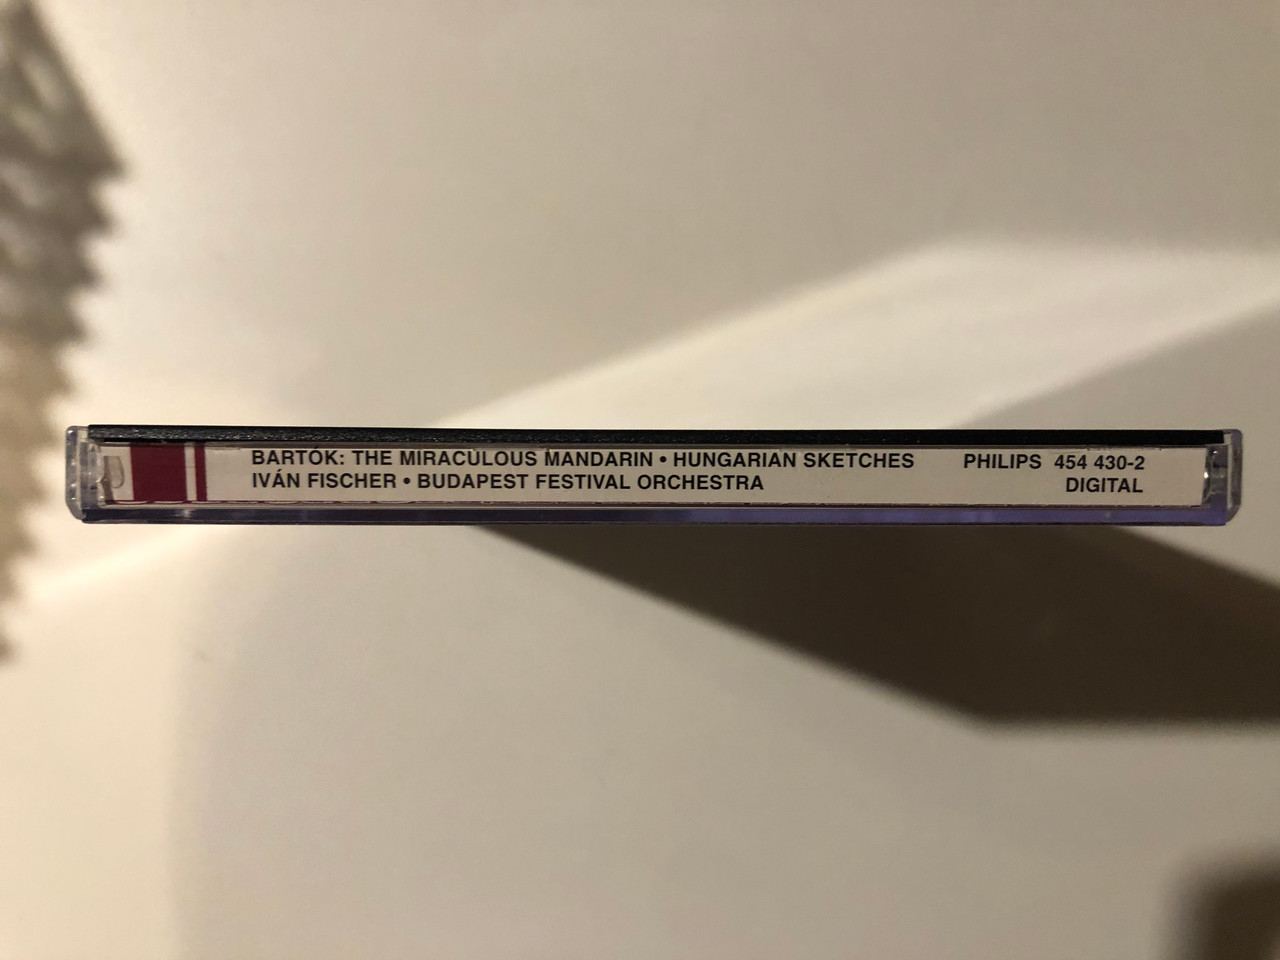 BARTÓK: THE MIRACULOUS MANDARIN • HUNGARIAN SKETCHES PHILIPS 454 430-2
IVÁN FISCHER • BUDAPEST FESTIVAL ORCHESTRA DIGITAL